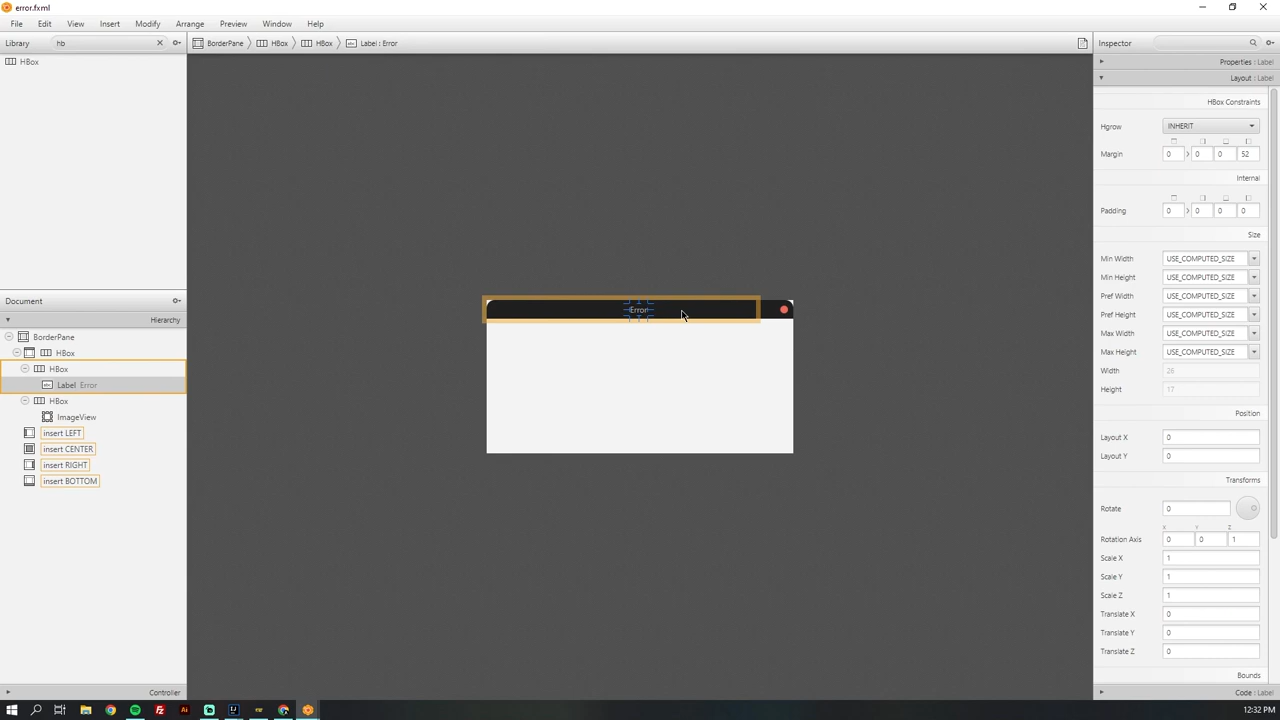 error.fxml
File Edit View Insert Modify Arrange Preview Window Help
Library hb
HBox
Document
Hierarchy
BorderPane
HBox
HBox
Label Error
HBox
ImageView
insert LEFT
insert CENTER
insert RIGHT
insert BOTTOM
Controller
BorderPane HBox HBox Label : Error
Error
Inspector
Properties : Label
Layout : Label
HBox Constraints
Hgrow INHERIT
Margin 0 0 0 52
Internal
Padding 0 0 0 0
Size
Min Width USE_COMPUTED_SIZE
Min Height USE_COMPUTED_SIZE
Pref Width USE_COMPUTED_SIZE
Pref Height USE_COMPUTED_SIZE
Max Width USE_COMPUTED_SIZE
Max Height USE_COMPUTED_SIZE
Width 26
Height 17
Position
Layout X 0
Layout Y 0
Transforms
Rotate 0
X Y Z
Rotation Axis 0 0 1
Scale X 1
Scale Y 1
Scale Z 1
Translate X 0
Translate Y 0
Translate Z 0
Bounds
Code : Label
12:32 PM